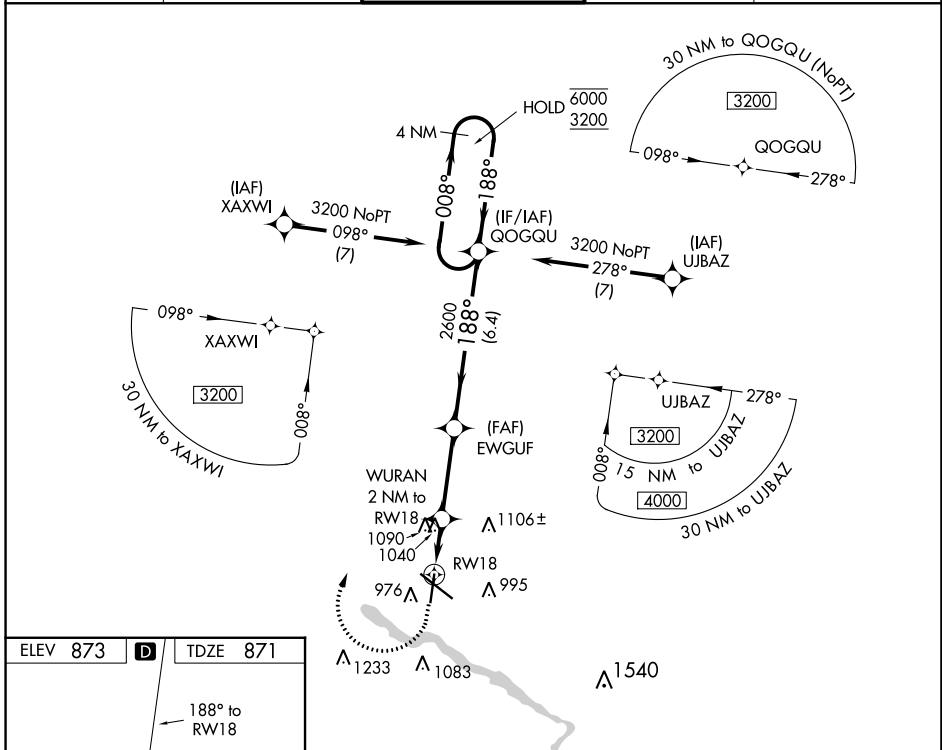 30 NM to QOGQU (NoPT)
3200
QOGQU
098°
278°
HOLD 6000
3200
4 NM
008°
188°
(IAF)
XAXWI
3200 NoPT
098°
(7)
(IF/IAF)
QOGQU
3200 NoPT
278°
(7)
(IAF)
UJBAZ
2600
188°
(6.4)
098°
XAXWI
3200
008°
30 NM to XAXWI
UJBAZ
278°
3200
008°
15 NM to UJBAZ
4000
30 NM to UJBAZ
(FAF)
EWGUF
WURAN
2 NM to
RW18
1090
1040
1106±
RW18
976
995
1233
1083
1540
ELEV 873 D TDZE 871
188° to
RW18